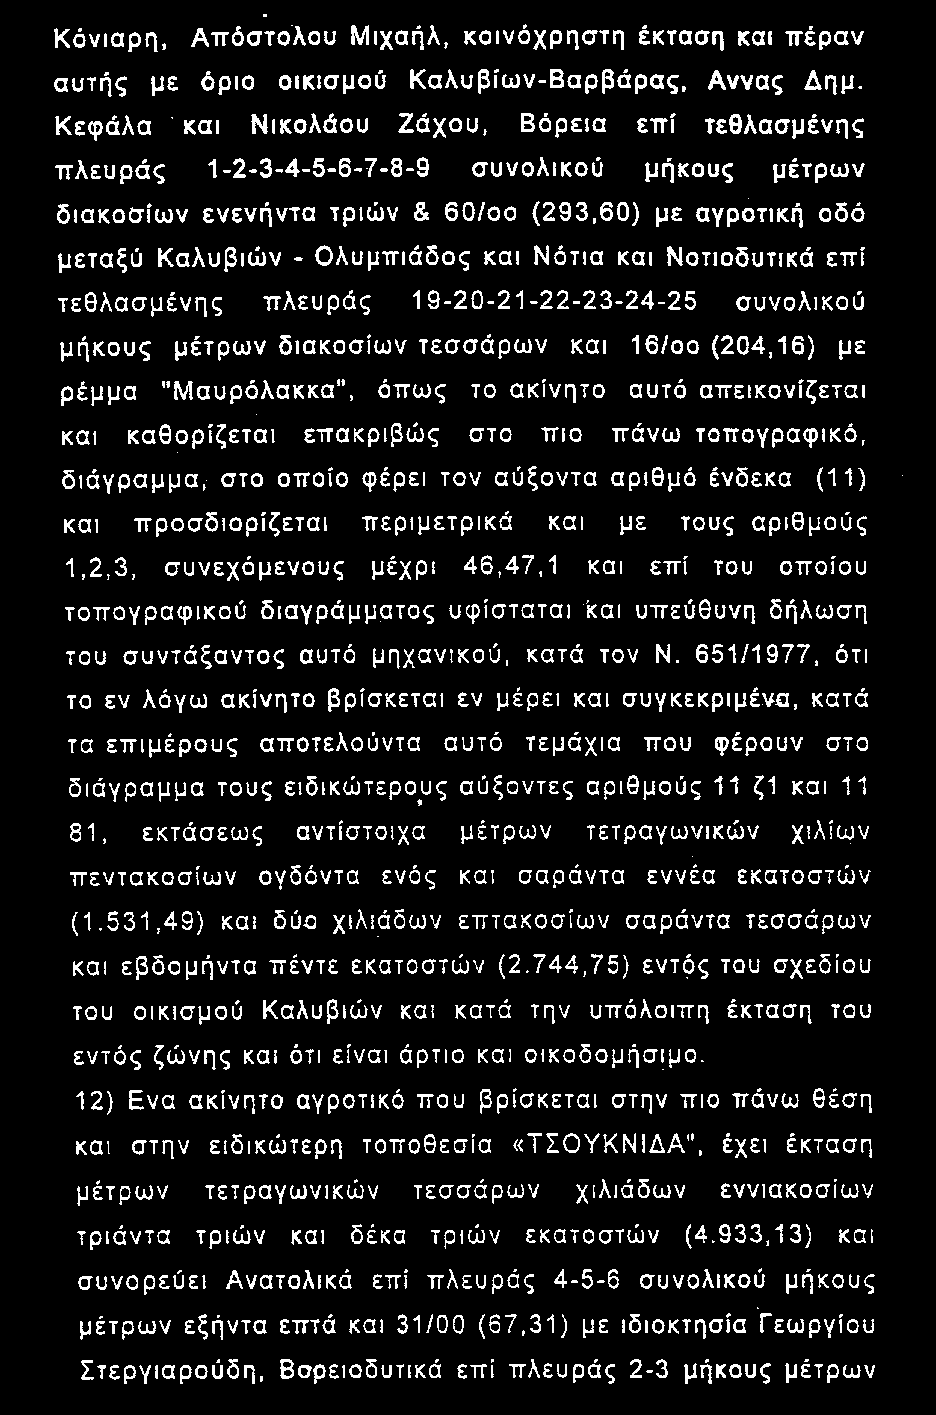 Κόνιαρη, Απόστολου Μιχαήλ, κοινόχρηστη έκταση και πέραν
αυτής με όριο οικισμού Καλυβίων-Βαρβάρας, Αννας Δημ.
Κεφάλα και Νικολάου Ζάχου, Βόρεια επί τεθλασμένης
πλευράς 1-2-3-4-5-6-7-8-9 συνολικού μήκους μέτρων
διακοσίων ενενήντα τριών & 60/οο (293,60) με αγροτική οδό
μεταξύ Καλυβιών - Ολυμπιάδος και Νότια και Νοτιοδυτικά επί
τεθλασμένης πλευράς 19-20-21-22-23-24-25 συνολικού
μήκους μέτρων διακοσίων τεσσάρων και 16/οο (204,16) με
ρέμμα "Μαυρόλακκα", όπως το ακίνητο αυτό απεικονίζεται
και καθορίζεται επακριβώς στο πιο πάνω τοπογραφικό,
διάγραμμα, στο οποίο φέρει τον αύξοντα αριθμό ένδεκα (11)
και προσδιορίζεται περιμετρικά και με τους αριθμούς
1,2,3, συνεχόμενους μέχρι 46,47,1 και επί του οποίου
τοπογραφικού διαγράμματος υφίσταται και υπεύθυνη δήλωση
του συντάξαντος αυτό μηχανικού, κατά τον Ν. 651/1977, ότι
το εν λόγω ακίνητο βρίσκεται εν μέρει και συγκεκριμένα, κατά
τα επιμέρους αποτελούντα αυτό τεμάχια που φέρουν στο
διάγραμμα τους ειδικώτερους αύξοντες αριθμούς 11 ζ1 και 11
81, εκτάσεως αντίστοιχα μέτρων τετραγωνικών χιλίων
πεντακοσίων ογδόντα ενός και σαράντα εννέα εκατοστών
(1.531,49) και δύο χιλιάδων επτακοσίων σαράντα τεσσάρων
και εβδομήντα πέντε εκατοστών (2.744,75) εντός του σχεδίου
του οικισμού Καλυβιών και κατά την υπόλοιπη έκταση του
εντός ζώνης και ότι είναι άρτιο και οικοδομήσιμο.
12) Ενα ακίνητο αγροτικό που βρίσκεται στην πιο πάνω θέση
και στην ειδικώτερη τοποθεσία «ΤΣΟΥΚΝΙΔΑ", έχει έκταση
μέτρων τετραγωνικών τεσσάρων χιλιάδων εννιακοσίων
τριάντα τριών και δέκα τριών εκατοστών (4.933,13) και
συνορεύει Ανατολικά επί πλευράς 4-5-6 συνολικού μήκους
μέτρων εξήντα επτά και 31/00 (67,31) με ιδιοκτησία Γεωργίου
Στεργιαρούδη, Βορειοδυτικά επί πλευράς 2-3 μήκους μέτρων